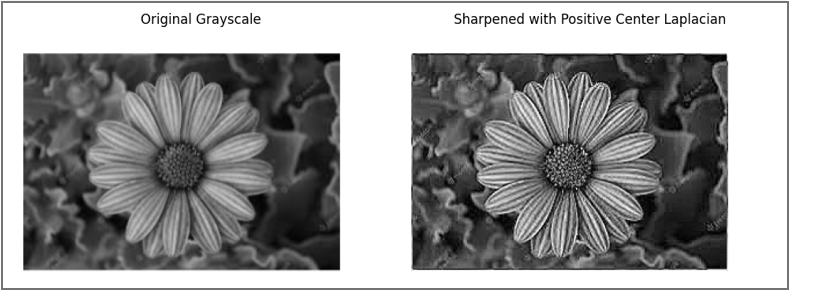 Original Grayscale
Sharpened with Positive Center Laplacian